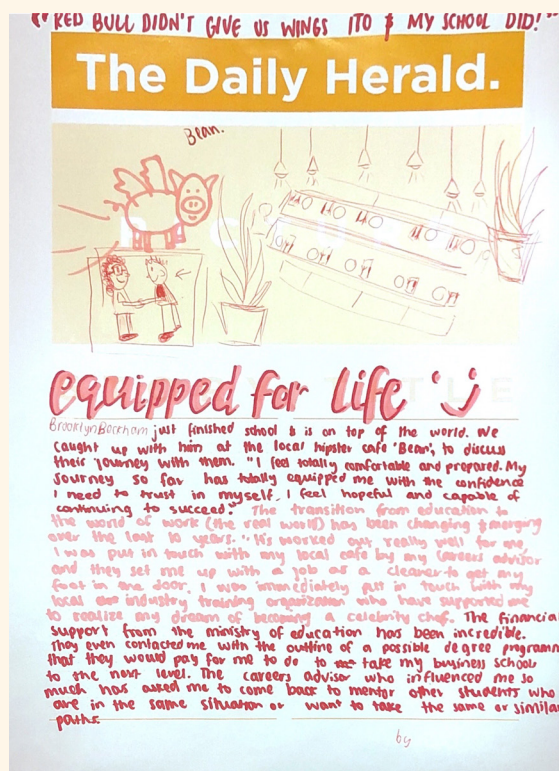 "RED BULL DIDN'T GIVE US WINGS ITO & MY SCHOOL DID!"
The Daily Herald.
Bean.
equipped for life
Brooklyn Beckham just finished school & is on top of the world. We
caught up with him at the local hipster cafe 'Bean', to discuss
their journey with them. "I feel totally comfortable and prepared. My
journey so far has totally equipped me with the confidence
I need to trust in myself. I feel hopeful and capable of
continuing to succeed." The transition from education to
the world of work (the real world) has been changing & merging
over the last 10 years. "It's worked out really well for me,
I was put in touch with my local cafe by my careers advisor
and they set me up with a job as a cleaner to get my
foot in the door. I was immediately put in touch with my
local industry training organization who have supported me
to realize my dream of becoming a celebrity chef. The financial
support from the ministry of education has been incredible.
They even contacted me with the outline of a possible degree programm
that they would pay for me to do to take my business school
to the next level. The careers advisor who influenced me so
much has asked me to come back to mentor other students who
are in the same situation or want to take the same or similar
paths.
by